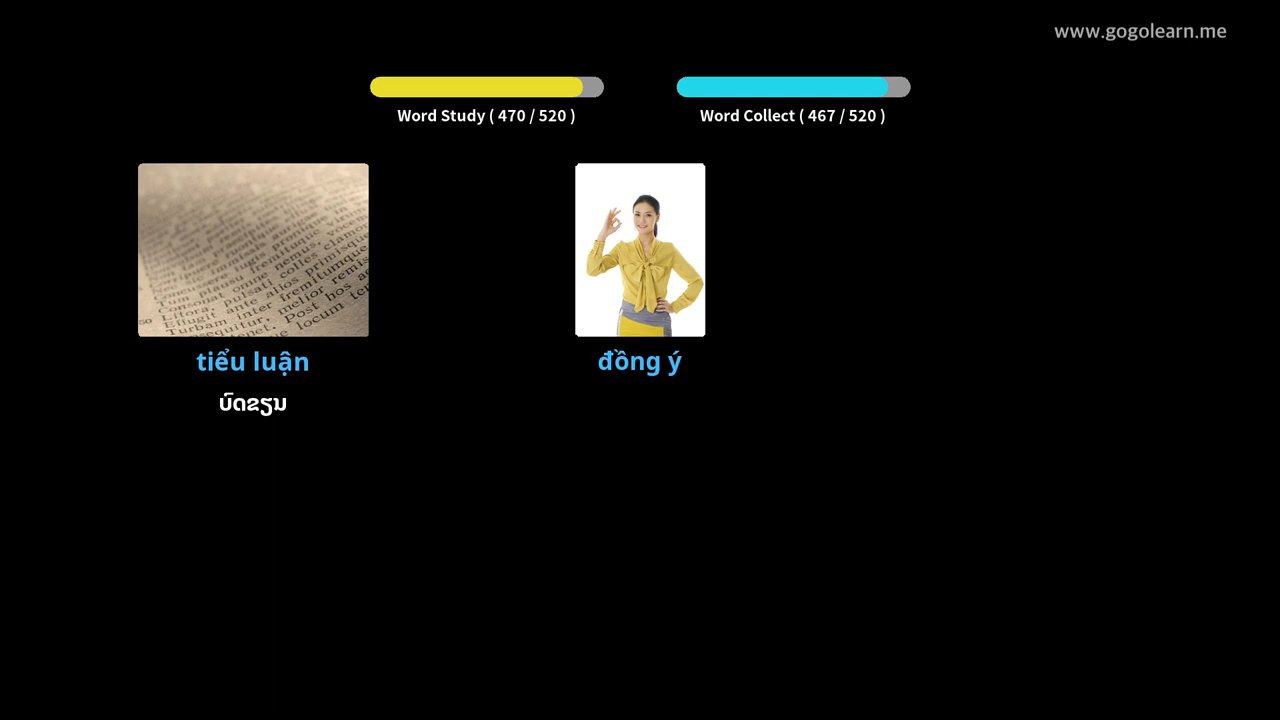 www.gogolearn.me
Word Study ( 470 / 520 )
Word Collect ( 467 / 520 )
tiểu luận
ບົດຂຽນ
đồng ý